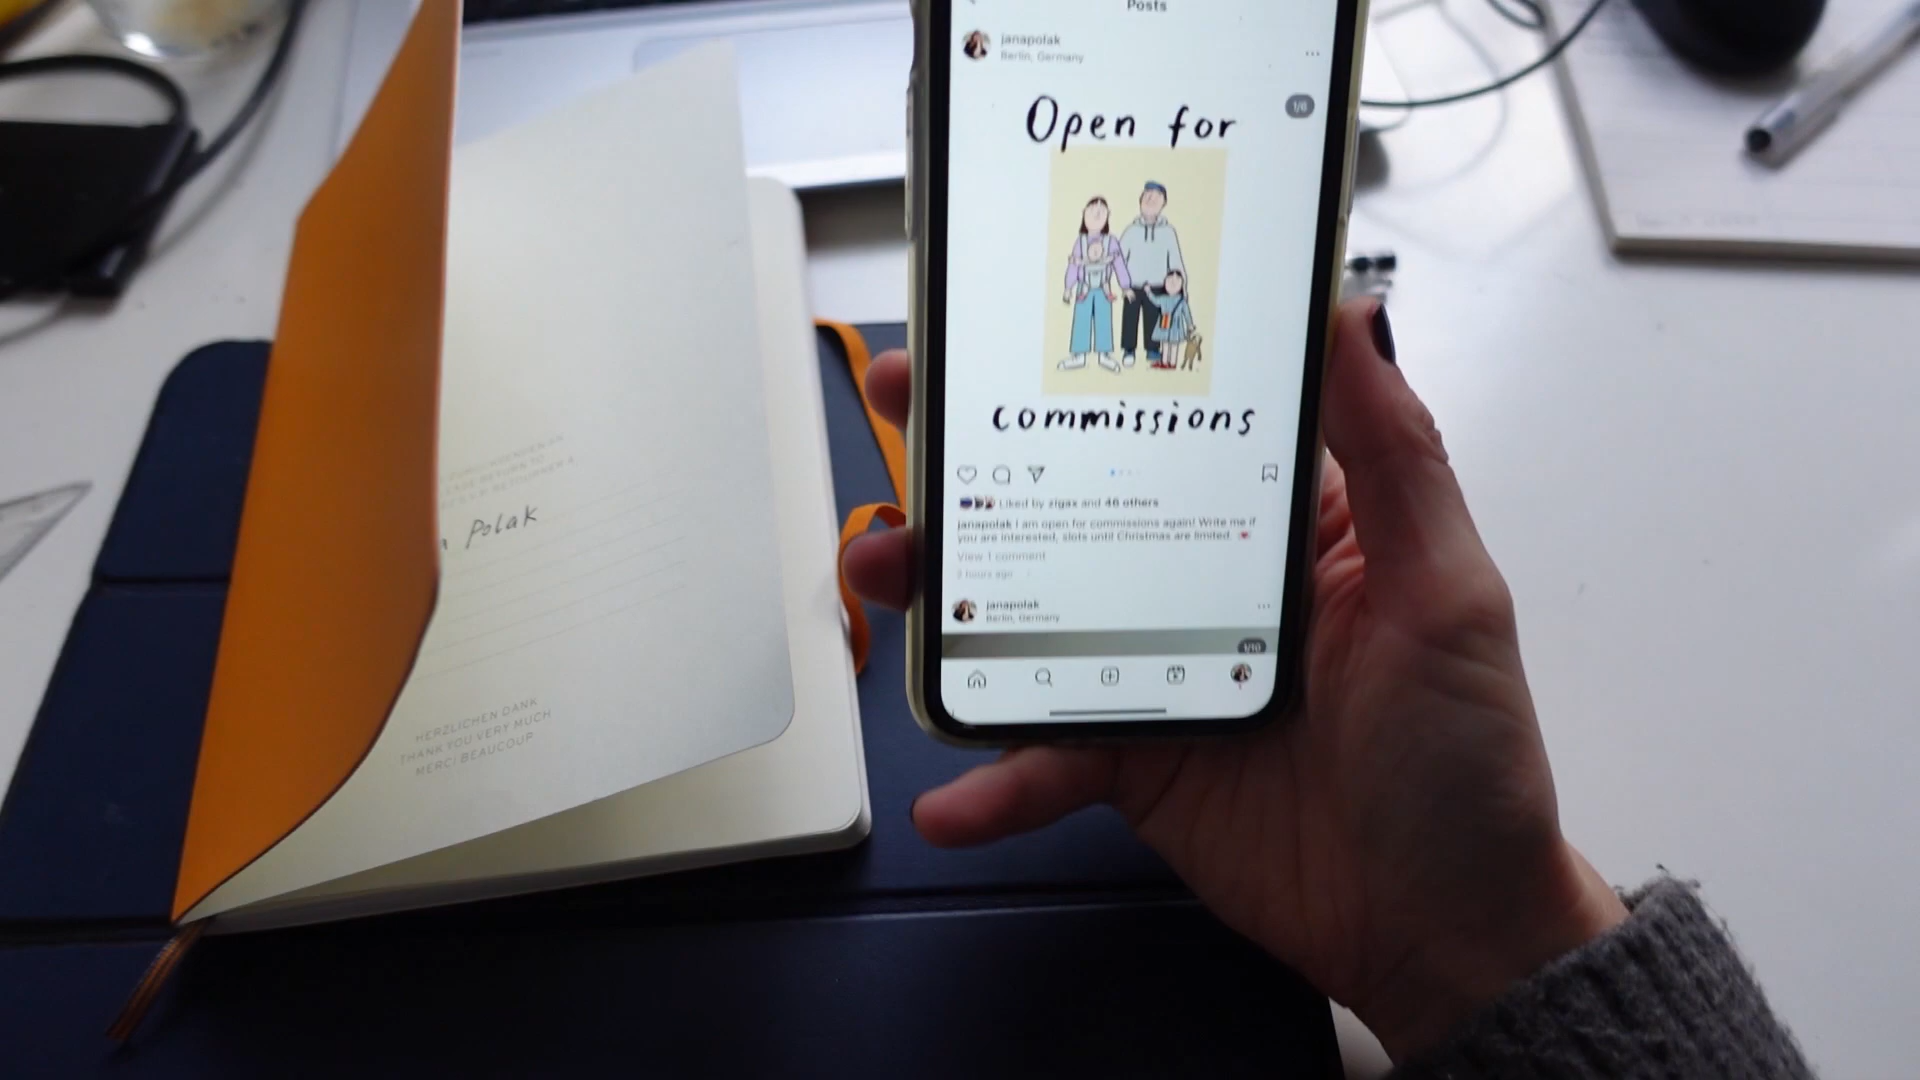 THANK YOU VERY MUCH
HERZLICHEN DANK
MERCI BEAUCOUP
Polak
Posts
janapolak
Berlin, Germany
1/6
Open for
commissions
Liked by zigax and 46 others
janapolak I am open for commissions again! Write me if
you are interested, slots until Christmas are limited.
View 1 comment
2 hours ago
janapolak
Berlin, Germany
1/10